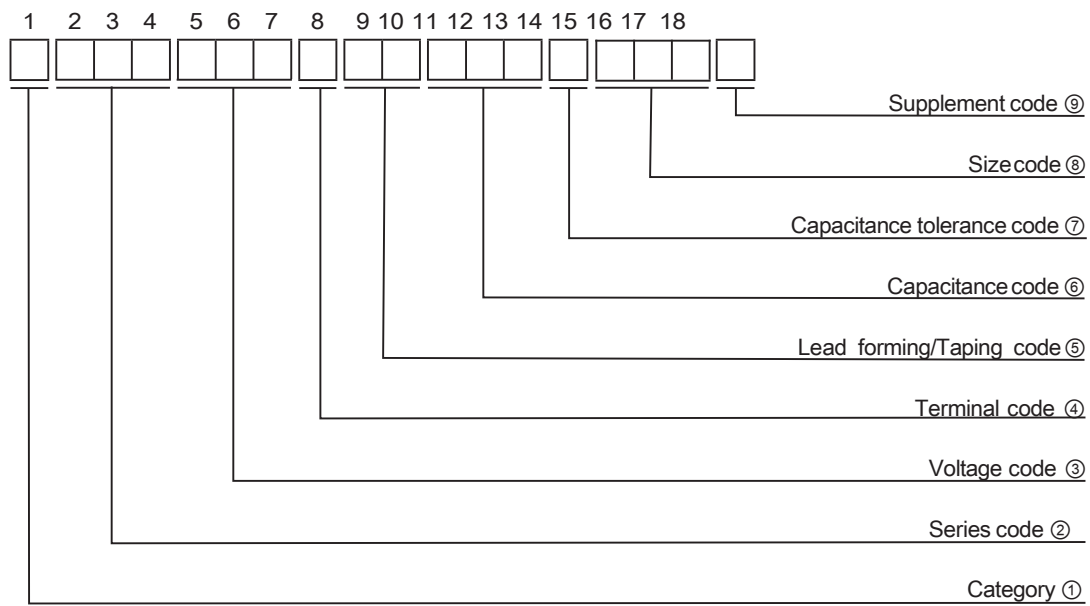 1 2 3 4 5 6 7 8 9 10 11 12 13 14 15 16 17 18
Supplement code ⑨
Size code ⑧
Capacitance tolerance code ⑦
Capacitance code ⑥
Lead forming/Taping code ⑤
Terminal code ④
Voltage code ③
Series code ②
Category ①